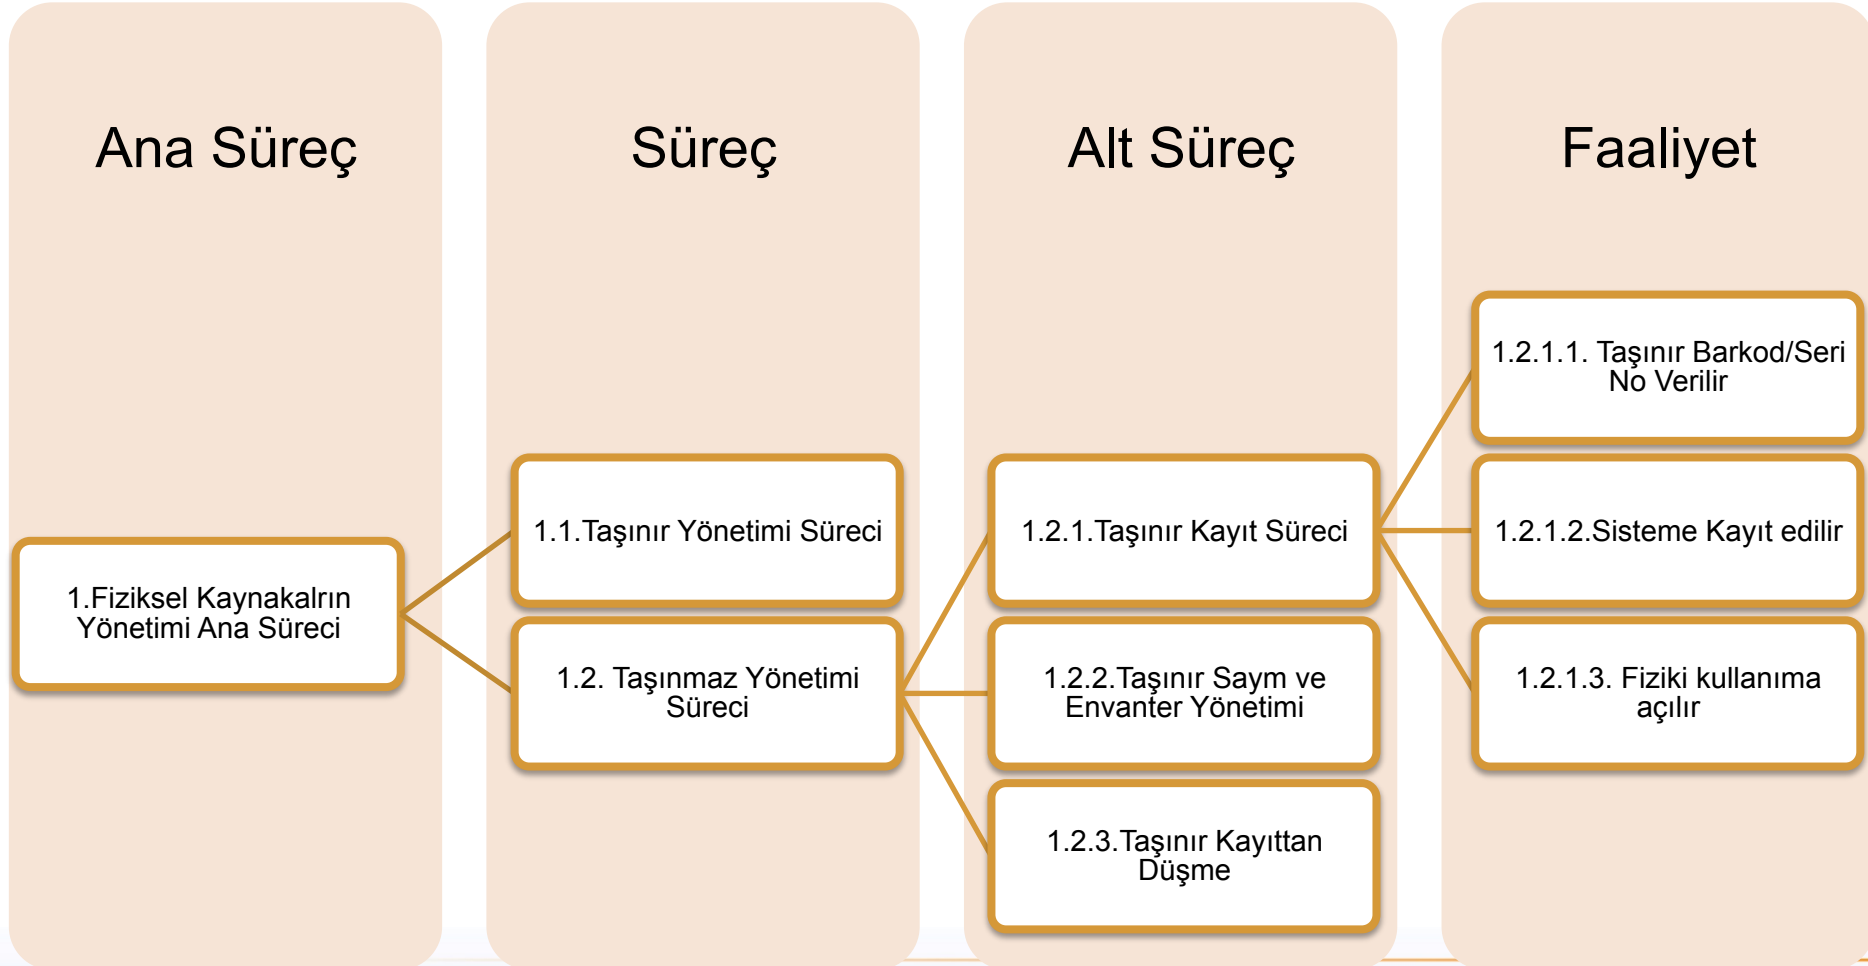 Ana Süreç
Süreç
Alt Süreç
Faaliyet
1.Fiziksel Kaynakalrın
Yönetimi Ana Süreci
1.1.Taşınır Yönetimi Süreci
1.2. Taşınmaz Yönetimi
Süreci
1.2.1.Taşınır Kayıt Süreci
1.2.2.Taşınır Saym ve
Envanter Yönetimi
1.2.3.Taşınır Kayıttan
Düşme
1.2.1.1. Taşınır Barkod/Seri
No Verilir
1.2.1.2.Sisteme Kayıt edilir
1.2.1.3. Fiziki kullanıma
açılır